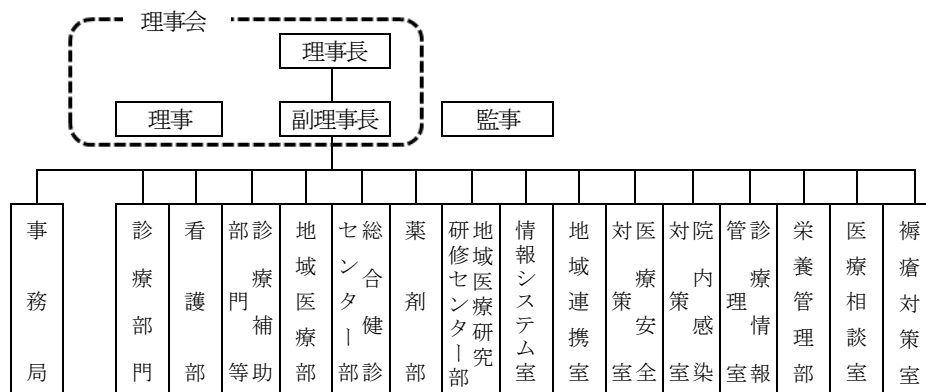 理事会
理事長
理事
副理事長
監事
事務局
診療部門
看護部
診療補助
部門等
地域医療部
総合健診
センター部
薬剤部
地域医療研究
研修センター部
情報システム室
地域連携室
医療安全
対策室
院内感染
対策室
診療情報
管理室
栄養管理部
医療相談室
褥瘡対策室